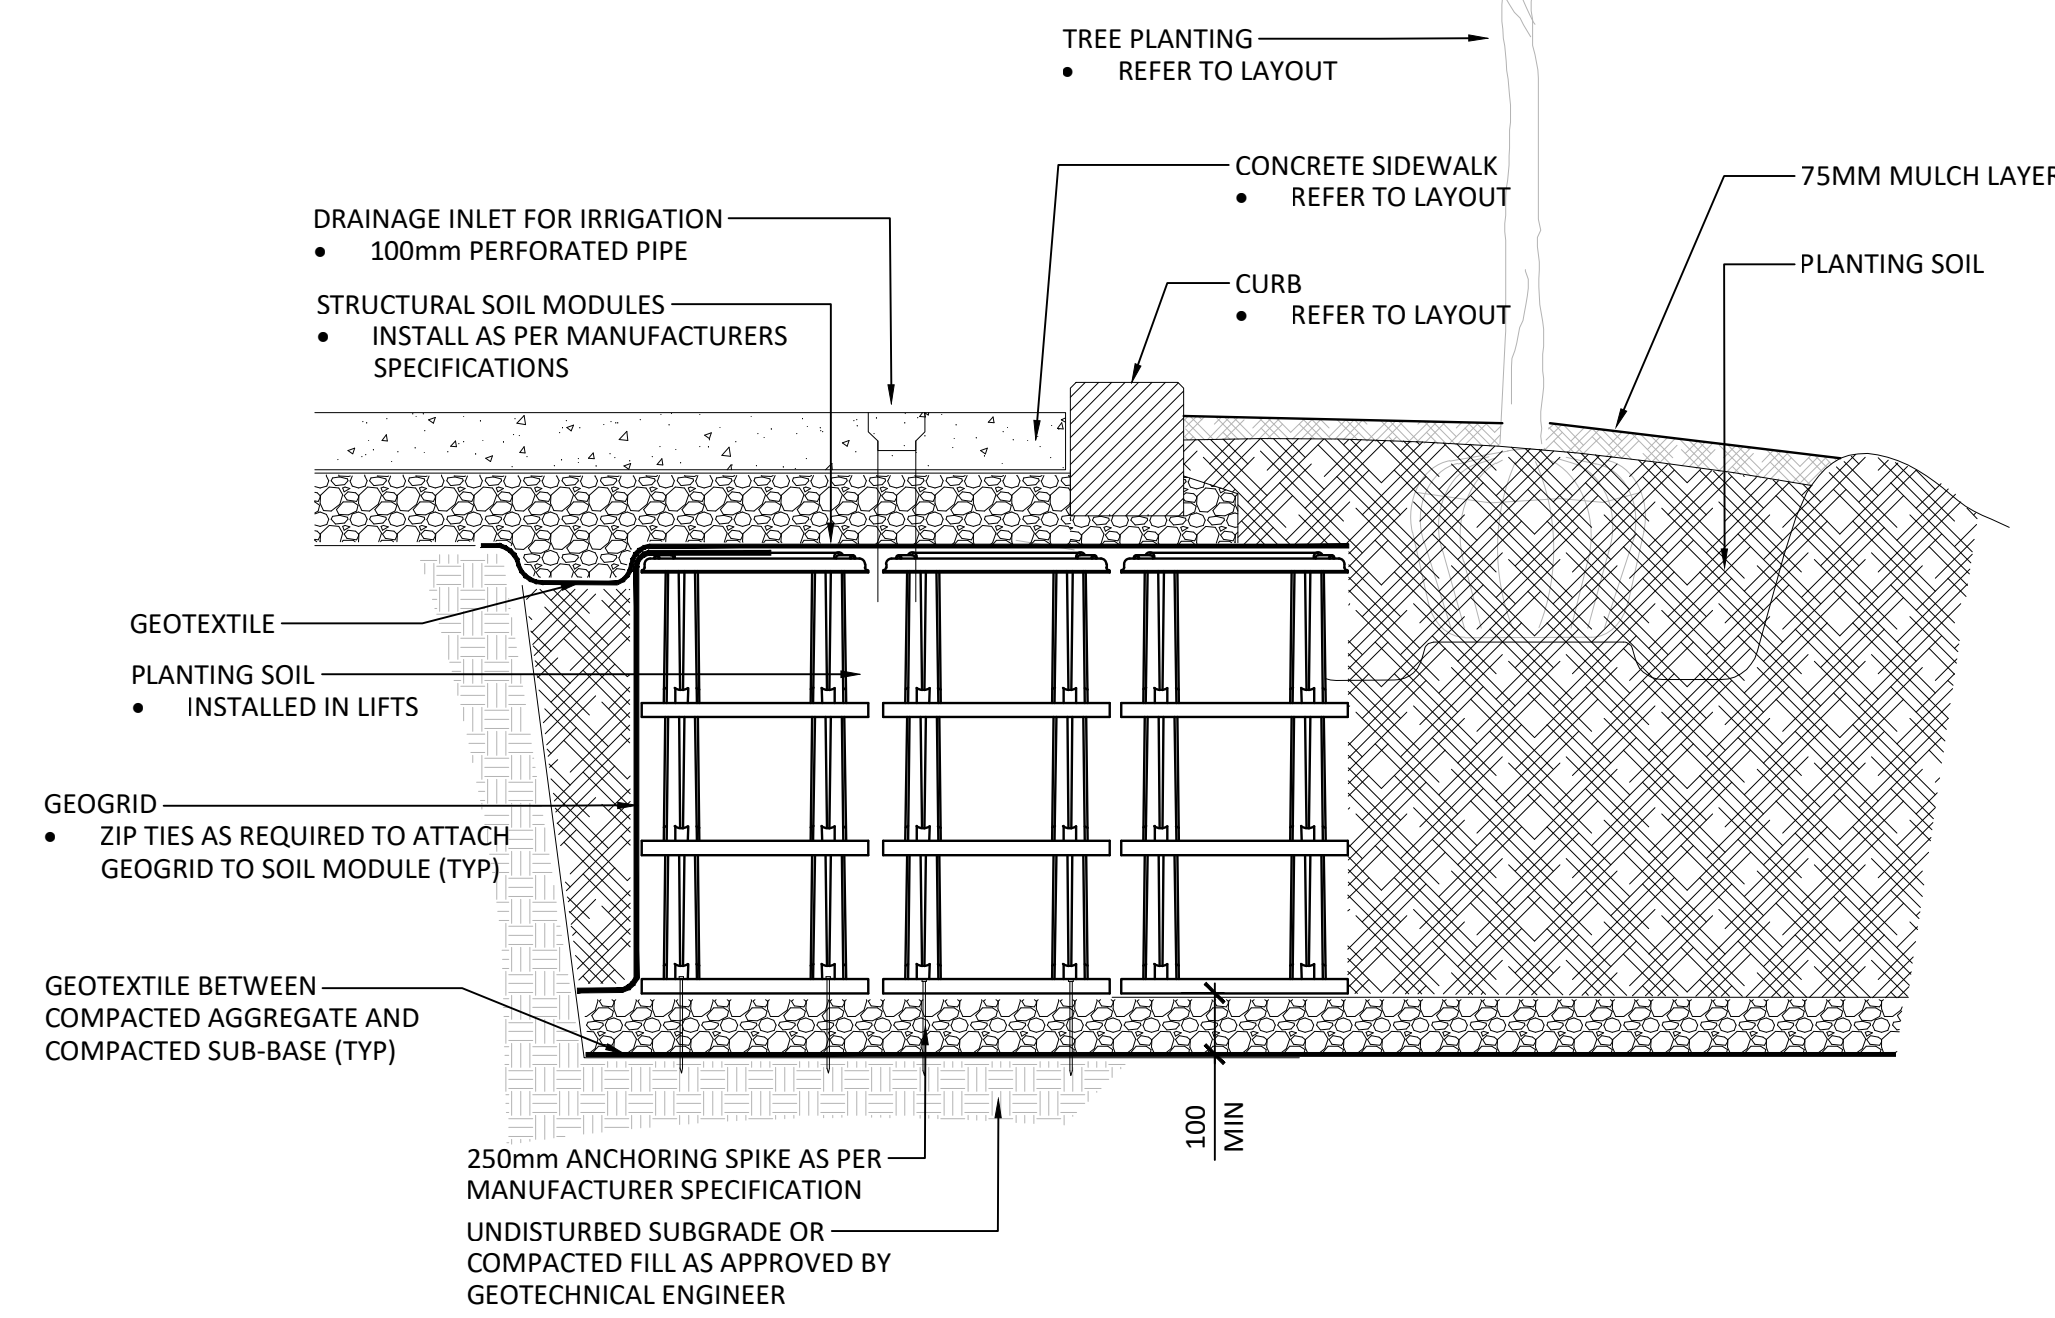 TREE PLANTING
• REFER TO LAYOUT
CONCRETE SIDEWALK
• REFER TO LAYOUT
75MM MULCH LAYER
DRAINAGE INLET FOR IRRIGATION
• 100mm PERFORATED PIPE
PLANTING SOIL
CURB
• REFER TO LAYOUT
STRUCTURAL SOIL MODULES
• INSTALL AS PER MANUFACTURERS
SPECIFICATIONS
GEOTEXTILE
PLANTING SOIL
• INSTALLED IN LIFTS
GEOGRID
• ZIP TIES AS REQUIRED TO ATTACH
GEOGRID TO SOIL MODULE (TYP)
GEOTEXTILE BETWEEN
COMPACTED AGGREGATE AND
COMPACTED SUB-BASE (TYP)
100
MIN
250mm ANCHORING SPIKE AS PER
MANUFACTURER SPECIFICATION
UNDISTURBED SUBGRADE OR
COMPACTED FILL AS APPROVED BY
GEOTECHNICAL ENGINEER